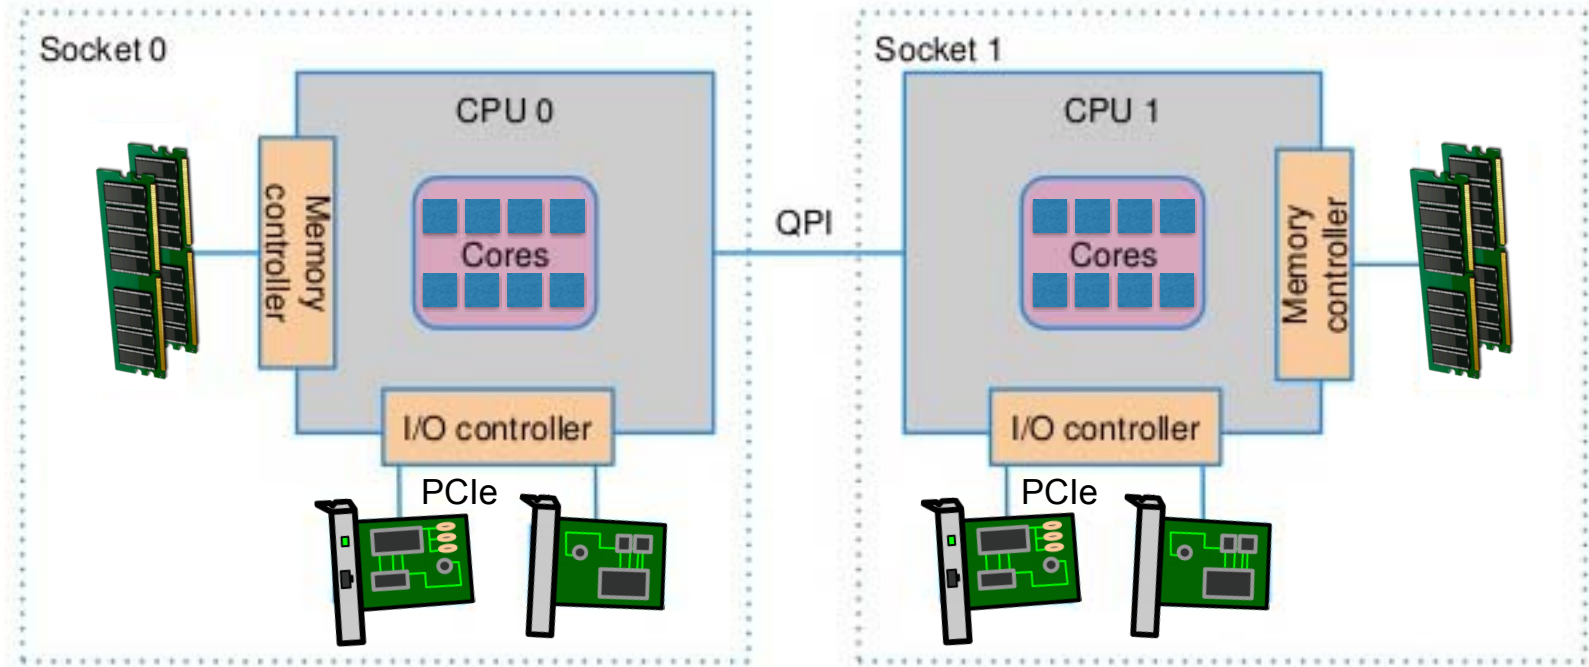 Socket 0
CPU 0
Memory
controller
Cores
I/O controller
PCIe
QPI
Socket 1
CPU 1
Cores
Memory
controller
I/O controller
PCIe